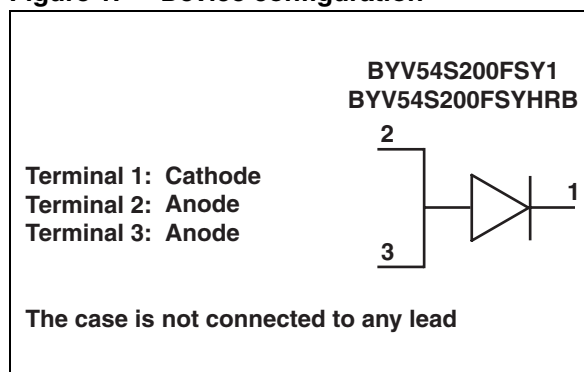 Figure 1. Device configuration
BYV54S200FSY1
BYV54S200FSYHRB
2
Terminal 1: Cathode
1
Terminal 2: Anode
Terminal 3: Anode
3
The case is not connected to any lead